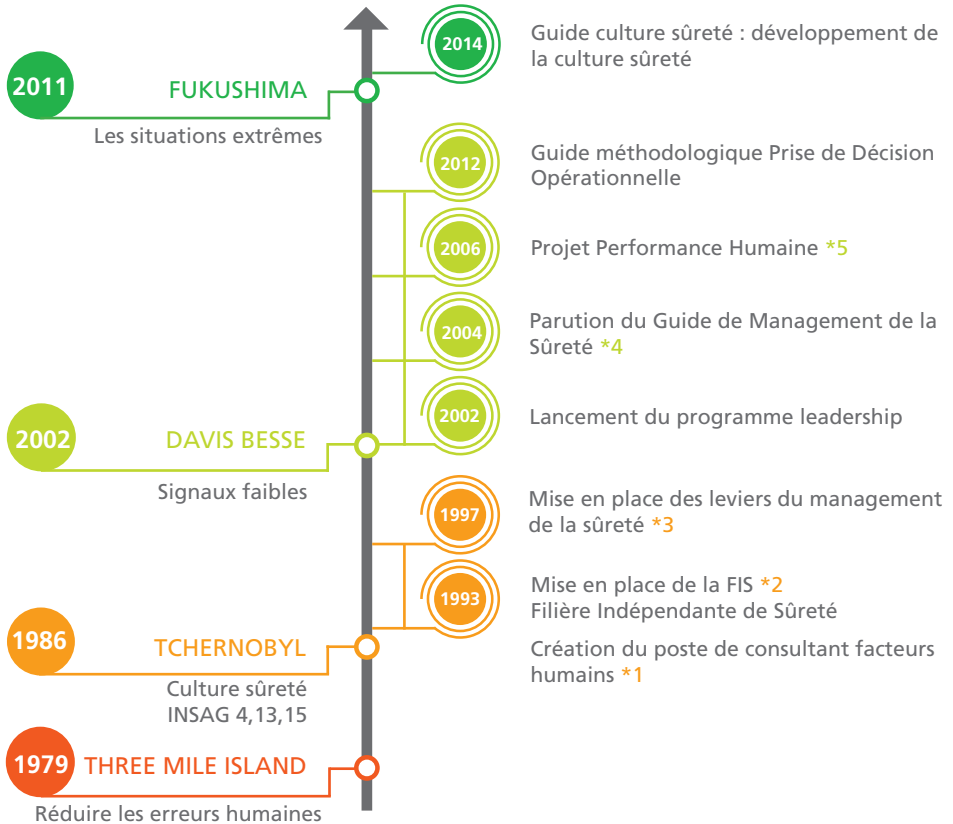 2014
Guide culture sûreté : développement de
la culture sûreté
2011
FUKUSHIMA
Les situations extrêmes
2012
Guide méthodologique Prise de Décision
Opérationnelle
2006
Projet Performance Humaine *5
2004
Parution du Guide de Management de la
Sûreté *4
2002
Lancement du programme leadership
2002
DAVIS BESSE
Signaux faibles
1997
Mise en place des leviers du management
de la sûreté *3
1993
Mise en place de la FIS *2
Filière Indépendante de Sûreté
Création du poste de consultant facteurs
humains *1
1986
TCHERNOBYL
Culture sûreté
INSAG 4,13,15
1979
THREE MILE ISLAND
Réduire les erreurs humaines